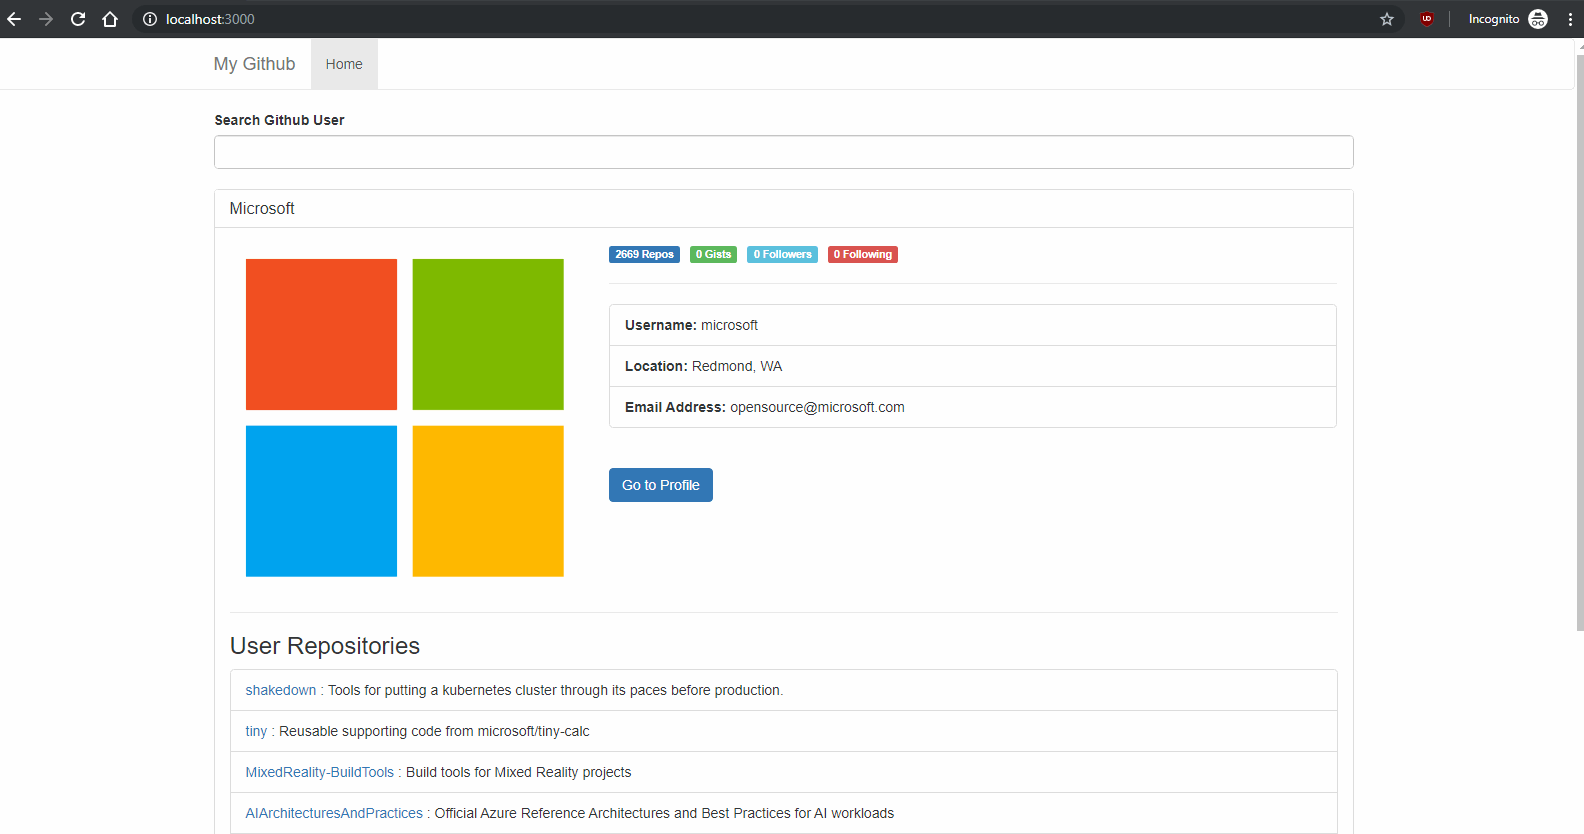 localhost:3000
Incognito
My Github
Home
Search Github User
Microsoft
2669 Repos
0 Gists
0 Followers
0 Following
Username: microsoft
Location: Redmond, WA
Email Address: opensource@microsoft.com
Go to Profile
User Repositories
shakedown : Tools for putting a kubernetes cluster through its paces before production.
tiny : Reusable supporting code from microsoft/tiny-calc
MixedReality-BuildTools : Build tools for Mixed Reality projects
AIArchitecturesAndPractices : Official Azure Reference Architectures and Best Practices for AI workloads